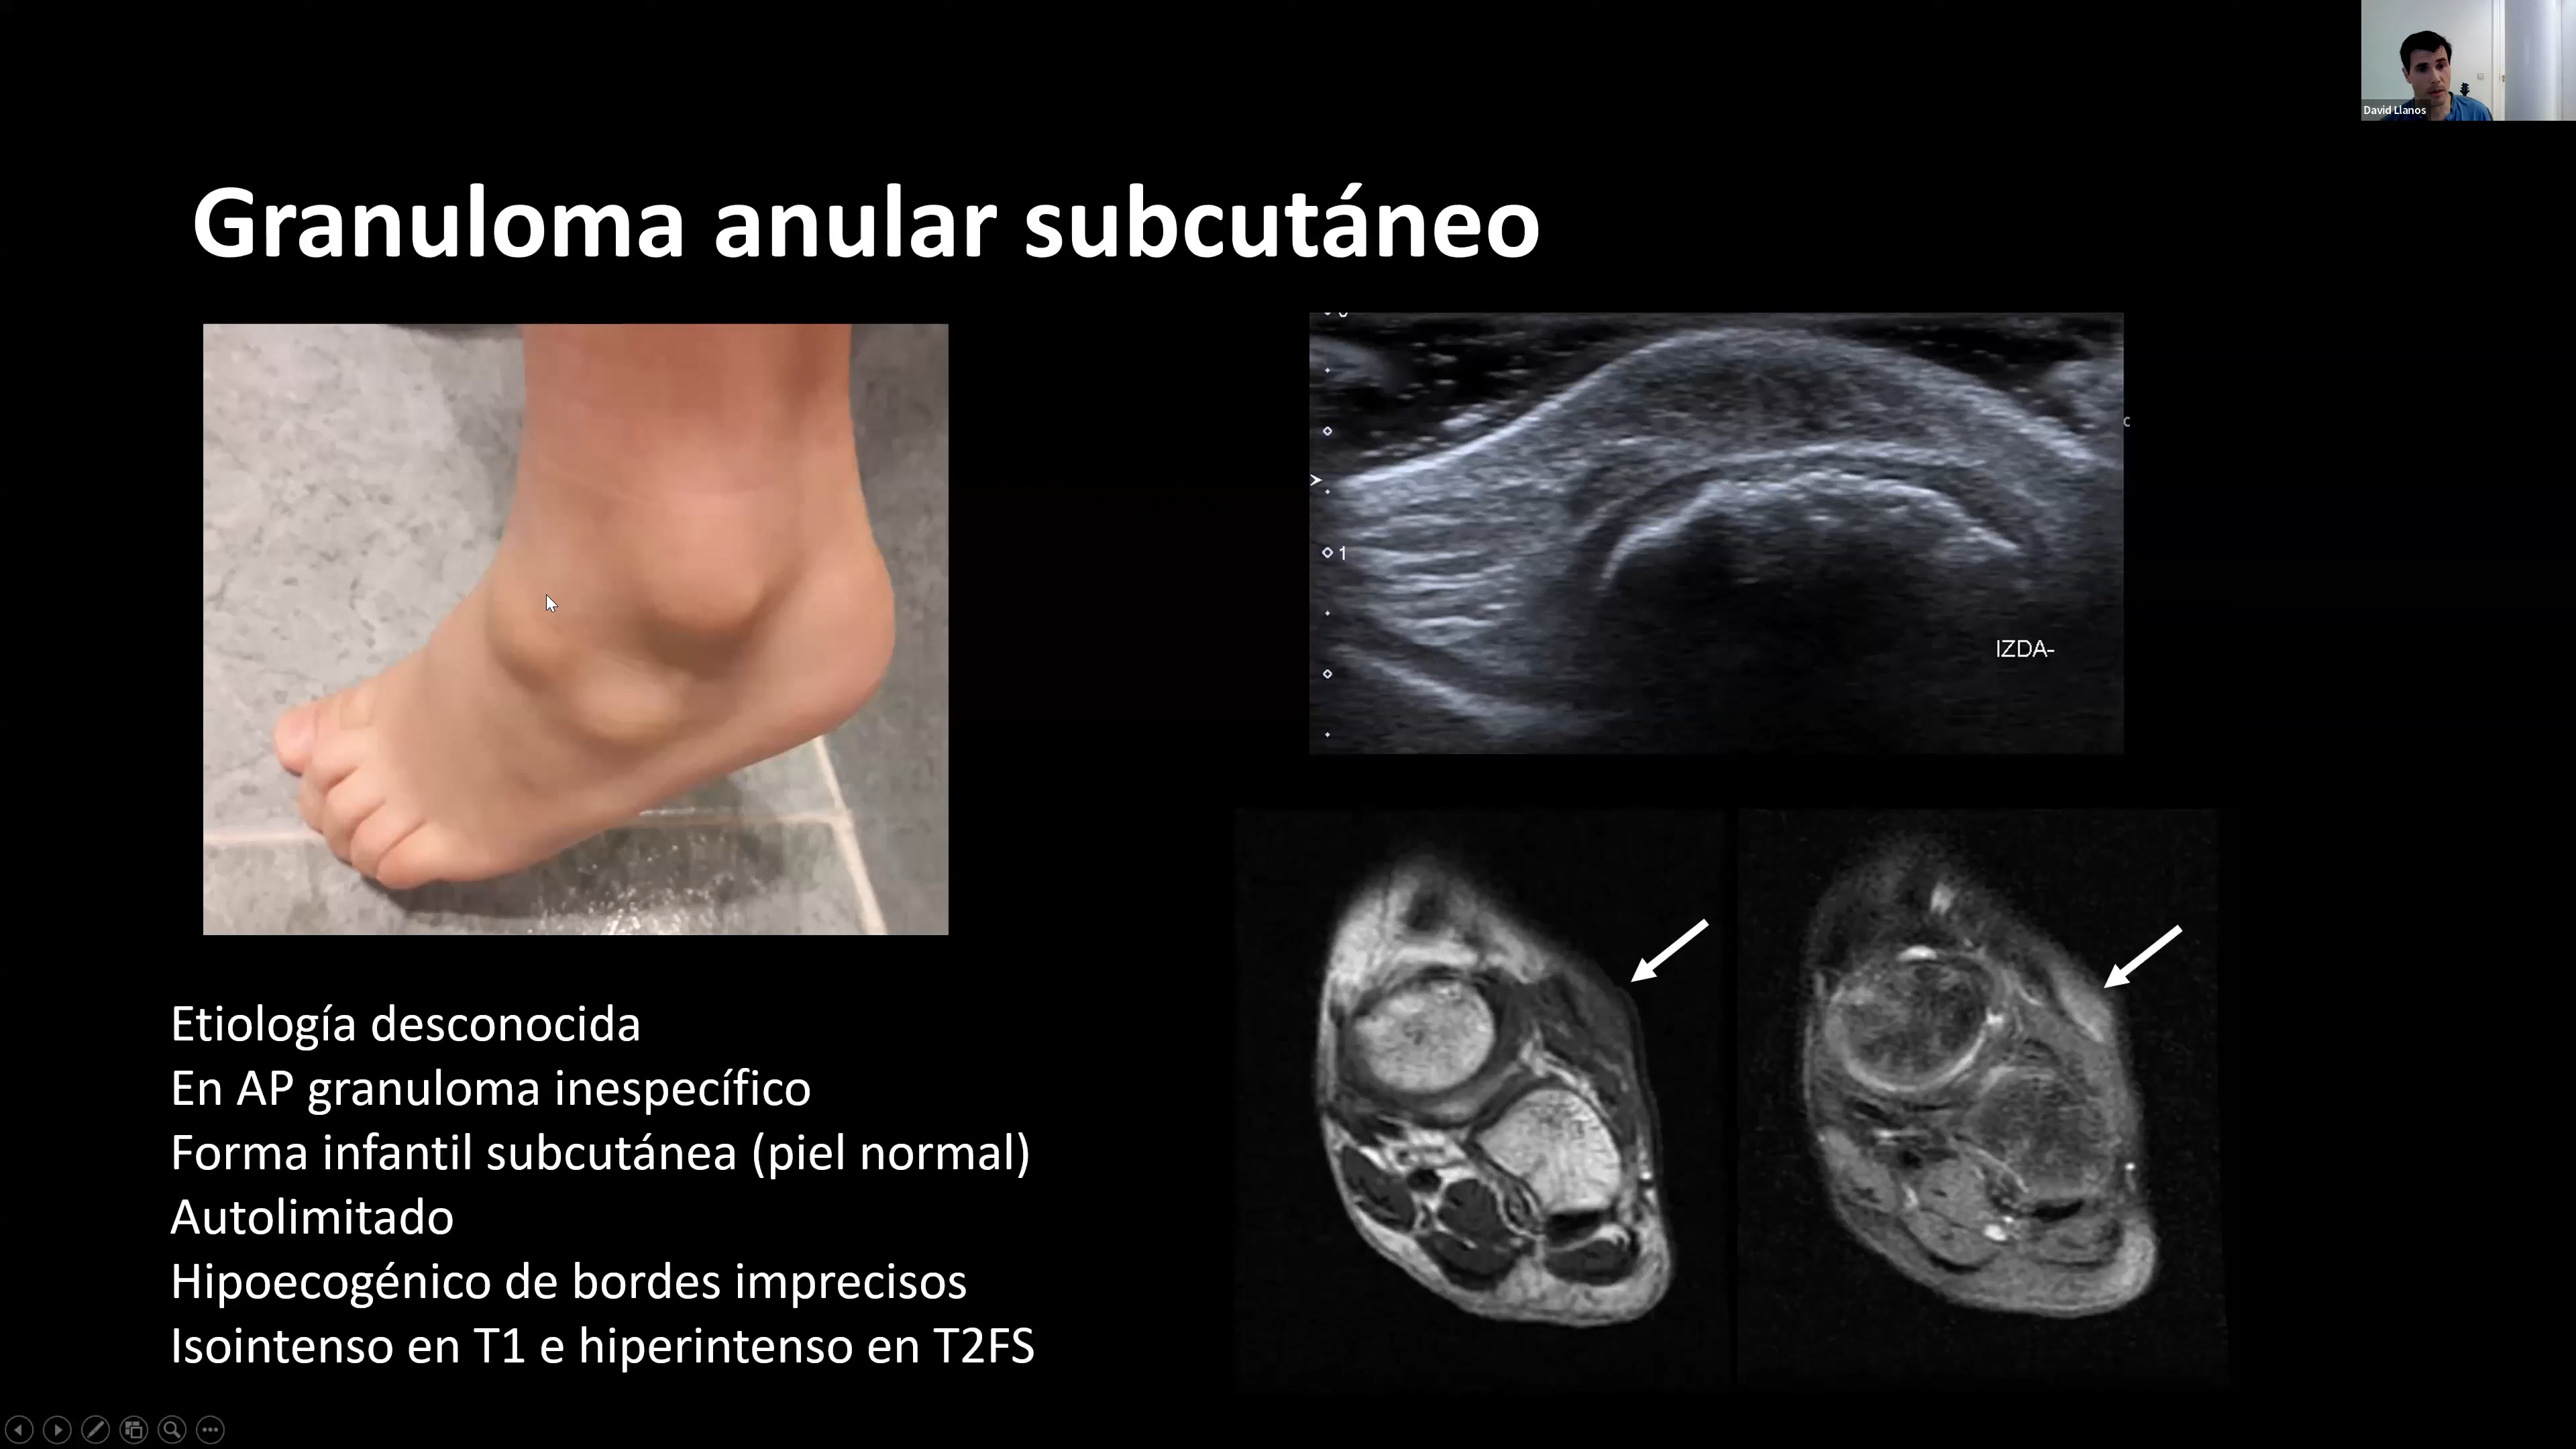 David Llanos
Granuloma anular subcutáneo
1
IZDA-
Etiología desconocida
En AP granuloma inespecífico
Forma infantil subcutánea (piel normal)
Autolimitado
Hipoecogénico de bordes imprecisos
Isointenso en T1 e hiperintenso en T2FS